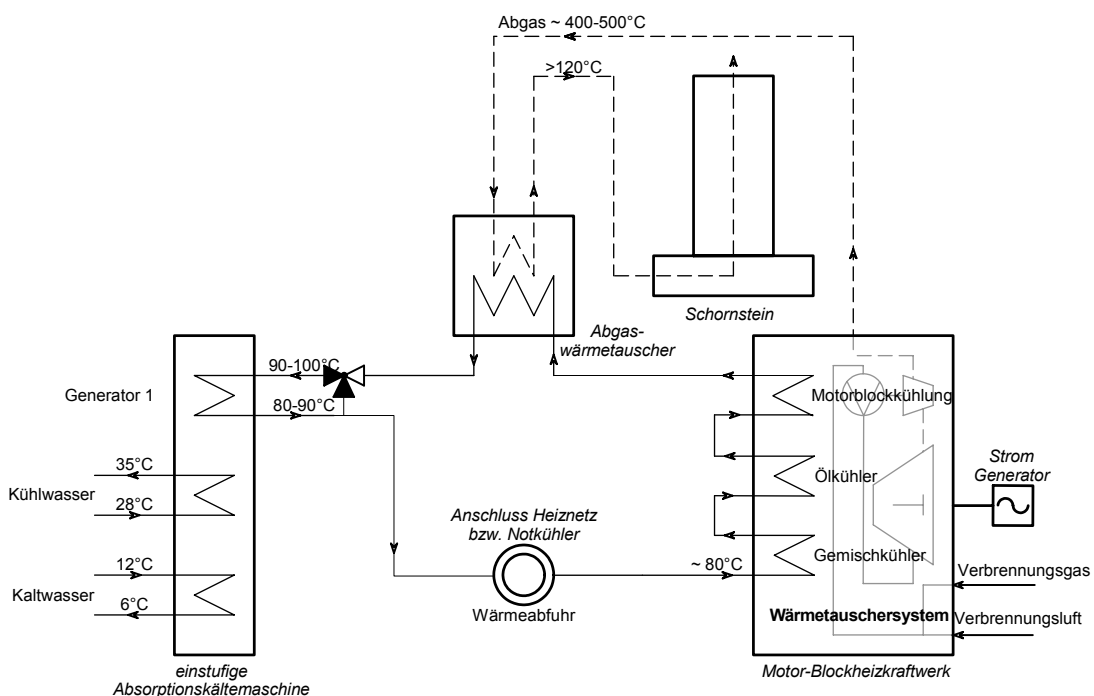 Abgas ~ 400-500°C
>120°C
Schornstein
Abgas-
wärmetauscher
90-100°C
Generator 1
80-90°C
Motorblockkühlung
35°C
Kühlwasser
28°C
Ölkühler
Strom
Generator
Anschluss Heiznetz
bzw. Notkühler
12°C
Kaltwasser
6°C
~ 80°C
Gemischkühler
Wärmeabfuhr
Verbrennungsgas
Wärmetauschersystem
Verbrennungsluft
einstufige
Absorptionskältemaschine
Motor-Blockheizkraftwerk